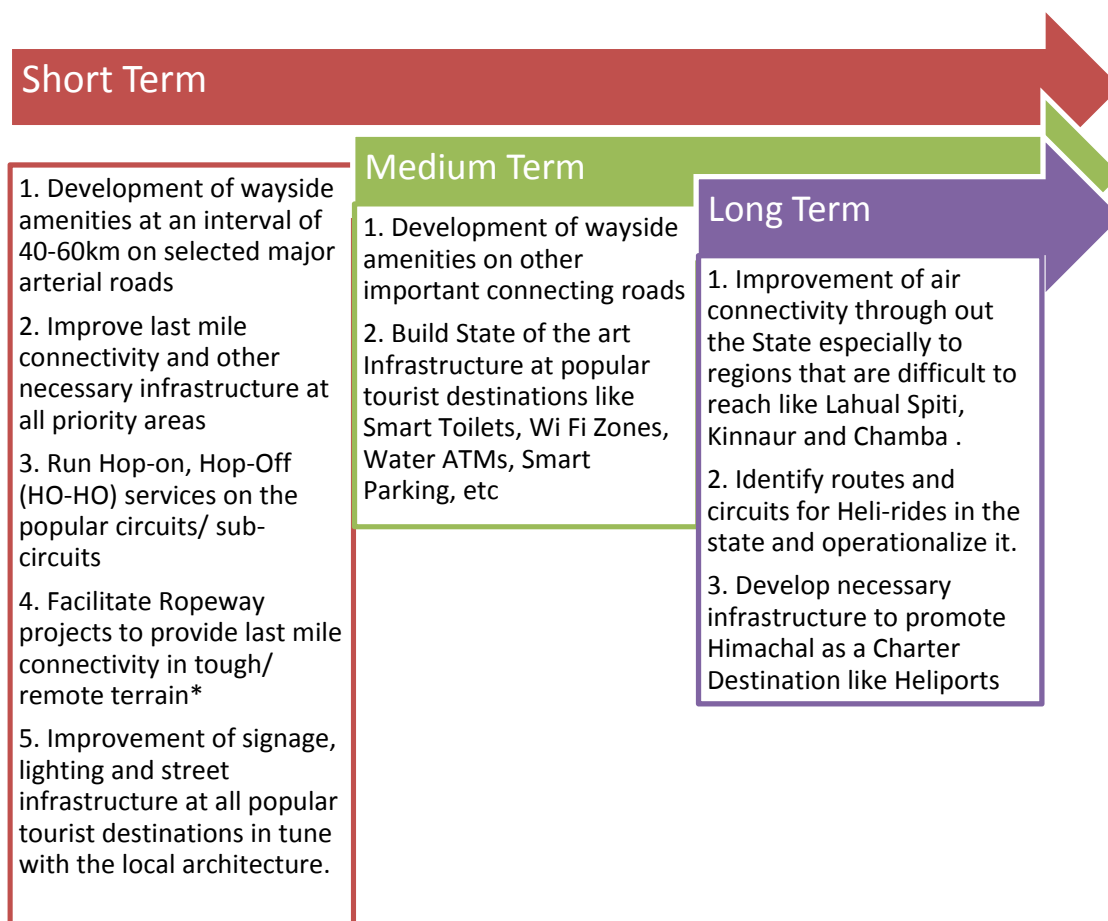 Short Term
1. Development of wayside
amenities at an interval of
40-60km on selected major
arterial roads
2. Improve last mile
connectivity and other
necessary infrastructure at
all priority areas
3. Run Hop-on, Hop-Off
(HO-HO) services on the
popular circuits/ sub-
circuits
4. Facilitate Ropeway
projects to provide last mile
connectivity in tough/
remote terrain*
5. Improvement of signage,
lighting and street
infrastructure at all popular
tourist destinations in tune
with the local architecture.
Medium Term
1. Development of wayside
amenities on other
important connecting roads
2. Build State of the art
Infrastructure at popular
tourist destinations like
Smart Toilets, Wi Fi Zones,
Water ATMs, Smart
Parking, etc
Long Term
1. Improvement of air
connectivity through out
the State especially to
regions that are difficult to
reach like Lahual Spiti,
Kinnaur and Chamba .
2. Identify routes and
circuits for Heli-rides in the
state and operationalize it.
3. Develop necessary
infrastructure to promote
Himachal as a Charter
Destination like Heliports